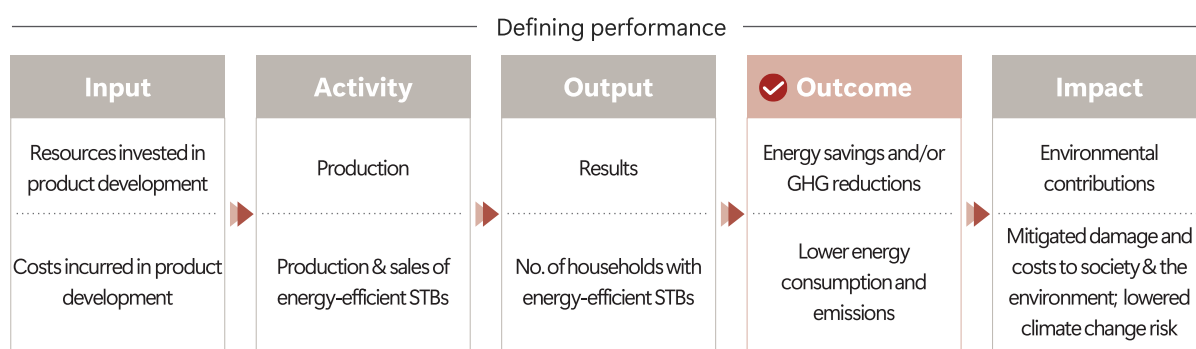 Defining performance
Input
Resources invested in
product development
Costs incurred in product
development
Activity
Production
Production & sales of
energy-efficient STBs
Output
Results
No. of households with
energy-efficient STBs
Outcome
Energy savings and/or
GHG reductions
Lower energy
consumption and
emissions
Impact
Environmental
contributions
Mitigated damage and
costs to society & the
environment; lowered
climate change risk